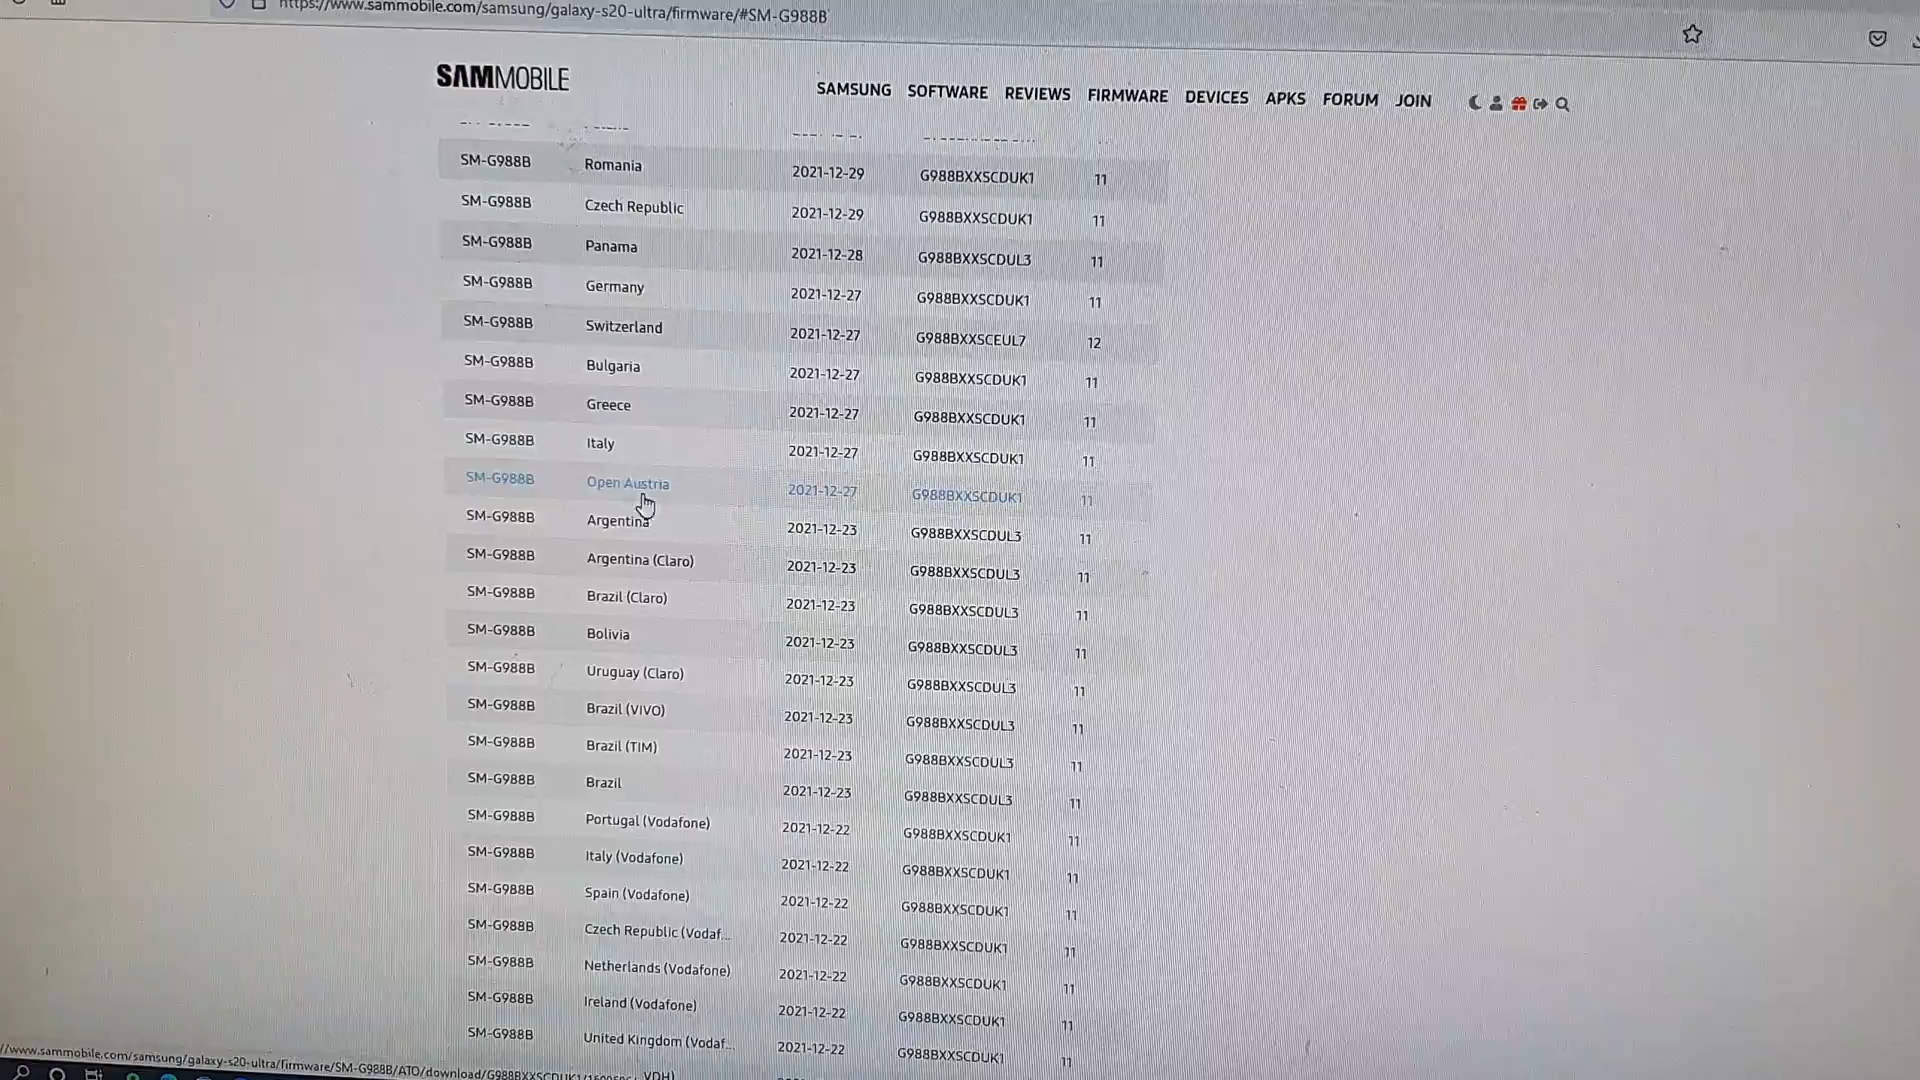 https://www.sammobile.com/samsung/galaxy-s20-ultra/firmware/#SM-G988B
SAMMOBILE
SAMSUNG SOFTWARE REVIEWS FIRMWARE DEVICES APKS FORUM JOIN
SM-G988B Romania 2021-12-29 G988BXXSCDUK1 11
SM-G988B Czech Republic 2021-12-29 G988BXXSCDUK1 11
SM-G988B Panama 2021-12-28 G988BXXSCDUL3 11
SM-G988B Germany 2021-12-27 G988BXXSCDUK1 11
SM-G988B Switzerland 2021-12-27 G988BXXSCEUL7 12
SM-G988B Bulgaria 2021-12-27 G988BXXSCDUK1 11
SM-G988B Greece 2021-12-27 G988BXXSCDUK1 11
SM-G988B Italy 2021-12-27 G988BXXSCDUK1 11
SM-G988B Open Austria 2021-12-27 G988BXXSCDUK1 11
SM-G988B Argentina 2021-12-23 G988BXXSCDUL3 11
SM-G988B Argentina (Claro) 2021-12-23 G988BXXSCDUL3 11
SM-G988B Brazil (Claro) 2021-12-23 G988BXXSCDUL3 11
SM-G988B Bolivia 2021-12-23 G988BXXSCDUL3 11
SM-G988B Uruguay (Claro) 2021-12-23 G988BXXSCDUL3 11
SM-G988B Brazil (VIVO) 2021-12-23 G988BXXSCDUL3 11
SM-G988B Brazil (TIM) 2021-12-23 G988BXXSCDUL3 11
SM-G988B Brazil 2021-12-23 G988BXXSCDUL3 11
SM-G988B Portugal (Vodafone) 2021-12-22 G988BXXSCDUK1 11
SM-G988B Italy (Vodafone) 2021-12-22 G988BXXSCDUK1 11
SM-G988B Spain (Vodafone) 2021-12-22 G988BXXSCDUK1 11
SM-G988B Czech Republic (Vodaf... 2021-12-22 G988BXXSCDUK1 11
SM-G988B Netherlands (Vodafone) 2021-12-22 G988BXXSCDUK1 11
SM-G988B Ireland (Vodafone) 2021-12-22 G988BXXSCDUK1 11
SM-G988B United Kingdom (Vodaf... 2021-12-22 G988BXXSCDUK1 11
//www.sammobile.com/samsung/galaxy-s20-ultra/firmware/SM-G988B/ATO/download/G988BXXSCDUK1/
VDH)